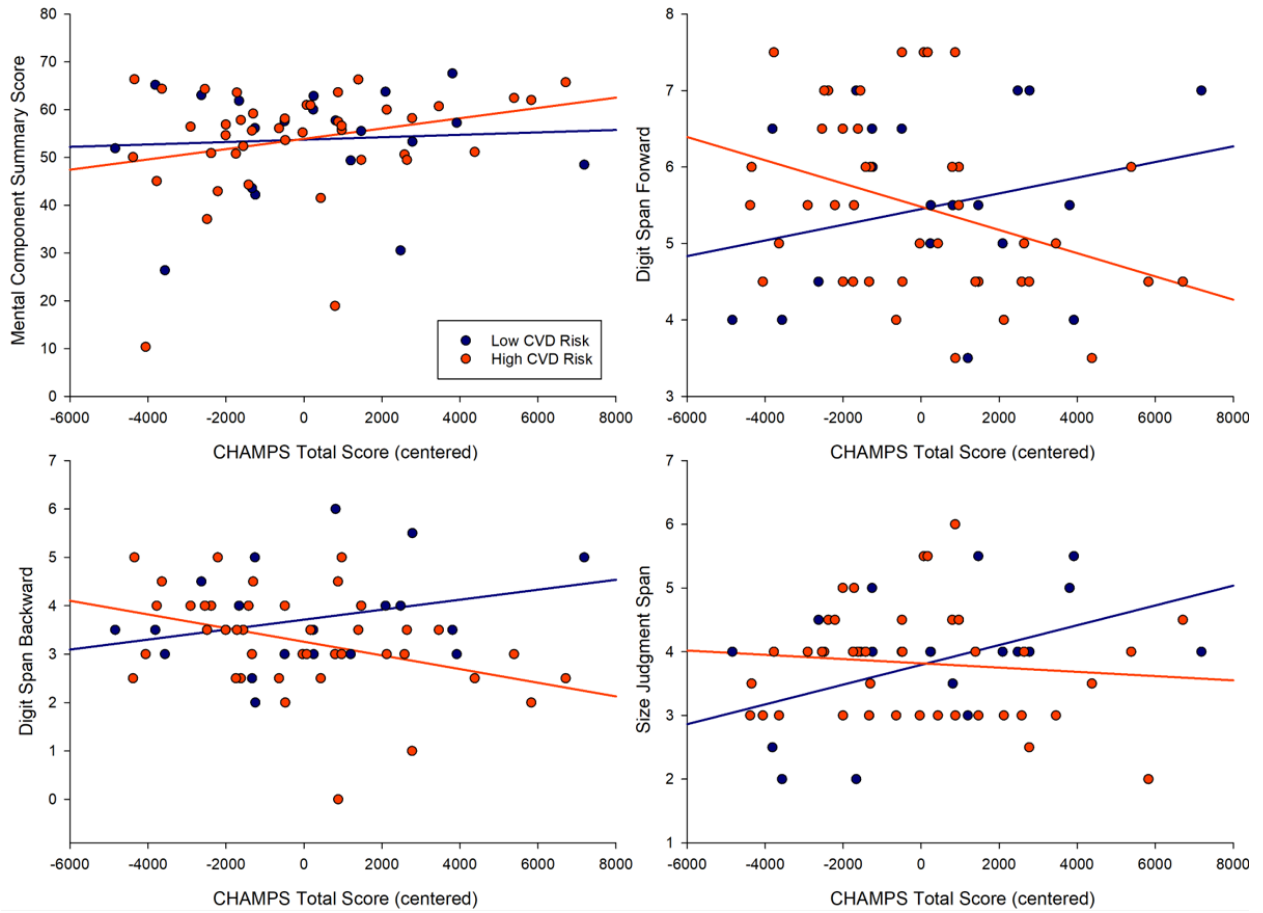 80
70
60
50
40
30
20
10
0
Mental Component Summary Score
Low CVD Risk
High CVD Risk
-6000 -4000 -2000 0 2000 4000 6000 8000
CHAMPS Total Score (centered)
8
7
6
5
4
3
Digit Span Forward
-6000 -4000 -2000 0 2000 4000 6000 8000
CHAMPS Total Score (centered)
7
6
5
4
3
2
1
0
Digit Span Backward
-6000 -4000 -2000 0 2000 4000 6000 8000
CHAMPS Total Score (centered)
7
6
5
4
3
2
1
Size Judgment Span
-6000 -4000 -2000 0 2000 4000 6000 8000
CHAMPS Total Score (centered)